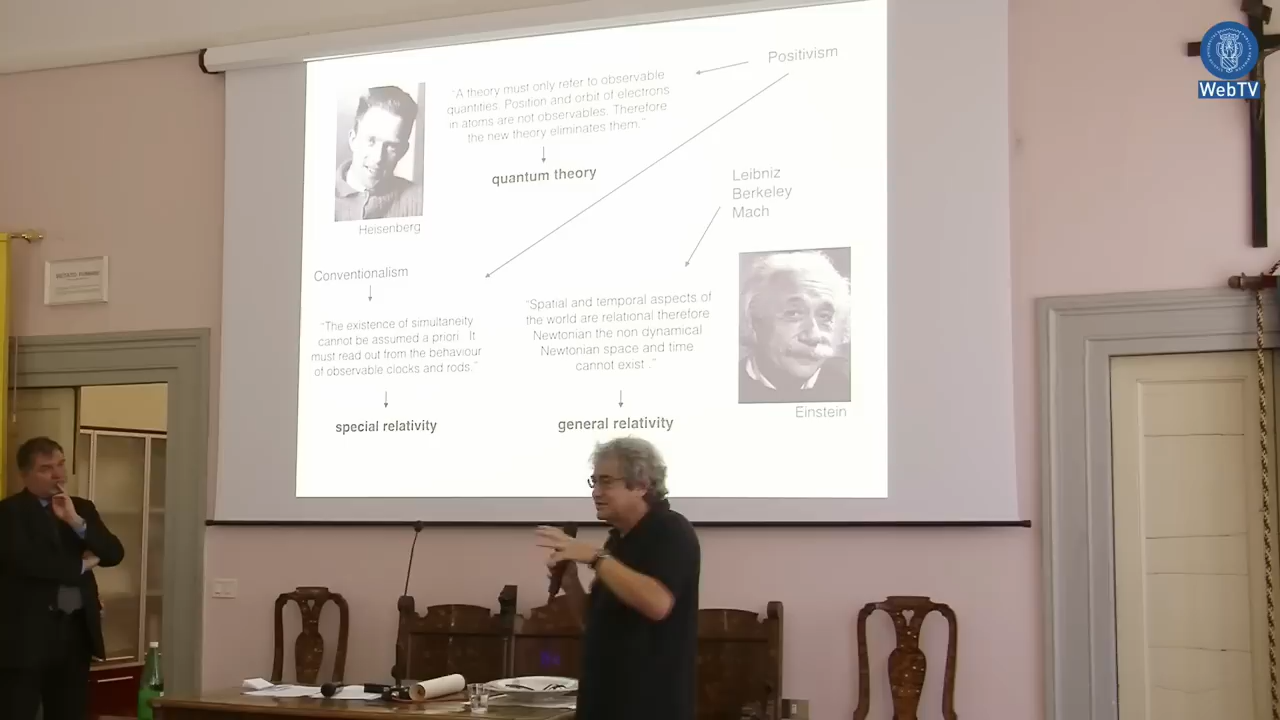 WebTV
Positivism
"A theory must only refer to observable
quantities. Position and orbit of electrons
in atoms are not observables. Therefore
the new theory eliminates them."
quantum theory
Heisenberg
Leibniz
Berkeley
Mach
Conventionalism
"The existence of simultaneity
cannot be assumed a priori. It
must read out from the behaviour
of observable clocks and rods."
special relativity
"Spatial and temporal aspects of
the world are relational therefore
Newtonian the non dynamical
Newtonian space and time
cannot exist ."
general relativity
Einstein